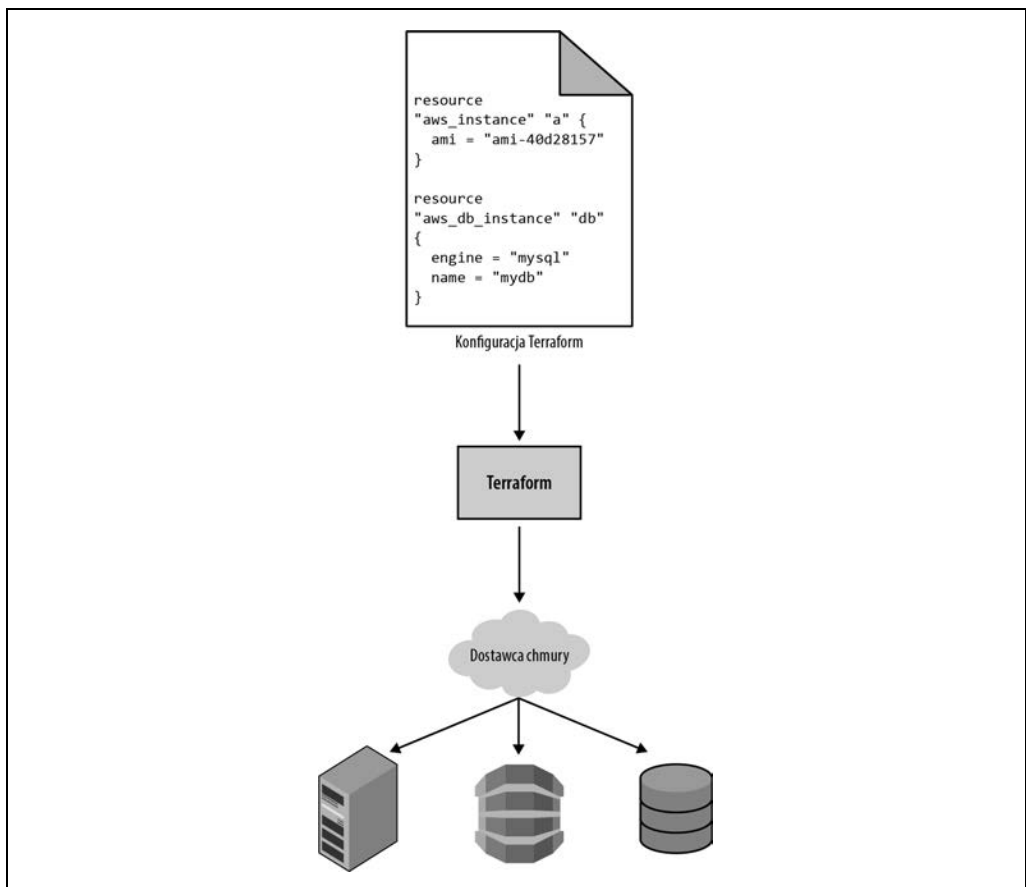 resource
"aws_instance" "a" {
  ami = "ami-40d28157"
}

resource
"aws_db_instance" "db"
{
  engine = "mysql"
  name = "mydb"
}
Konfiguracja Terraform
Terraform
Dostawca chmury